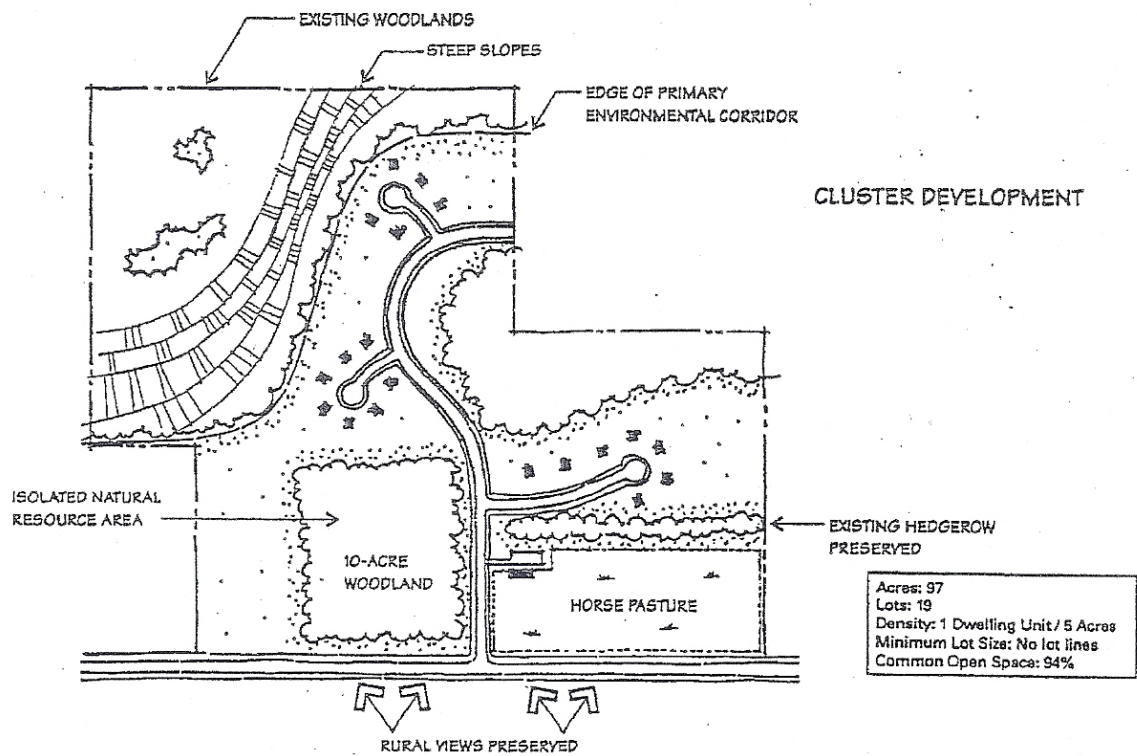 EXISTING WOODLANDS
STEEP SLOPES
EDGE OF PRIMARY
ENVIRONMENTAL CORRIDOR
CLUSTER DEVELOPMENT
ISOLATED NATURAL
RESOURCE AREA
10-ACRE
WOODLAND
EXISTING HEDGEROW
PRESERVED
HORSE PASTURE
Acres: 97
Lots: 19
Density: 1 Dwelling Unit / 5 Acres
Minimum Lot Size: No lot lines
Common Open Space: 94%
RURAL VIEWS PRESERVED